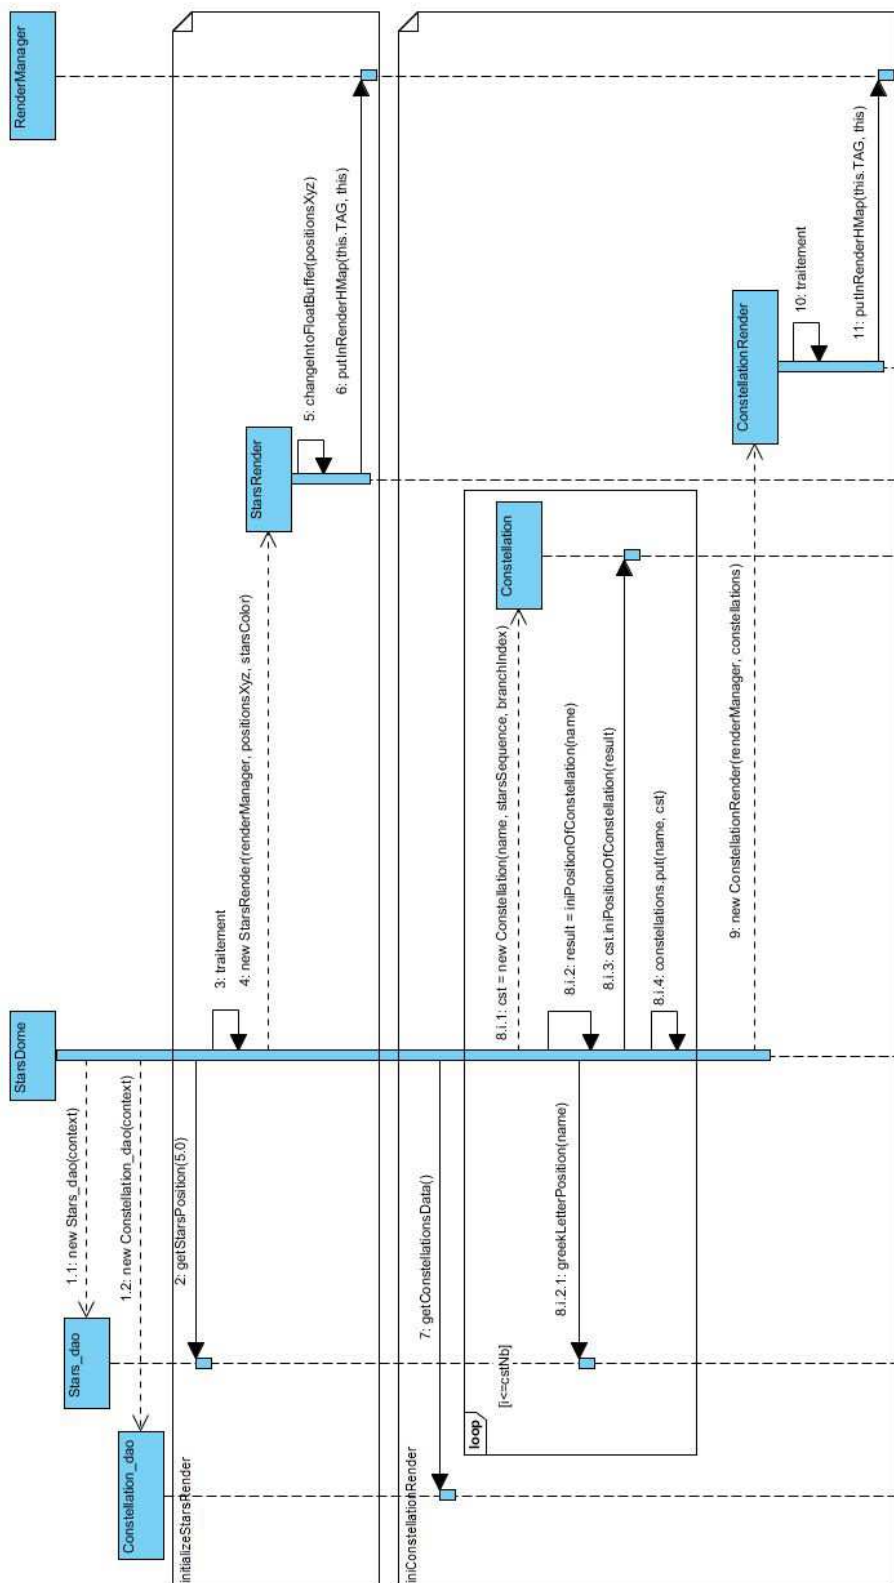 Constellation_dao
Stars_dao
StarsDome
RenderManager
1.1: new Stars_dao(context)
1.2: new Constellation_dao(context)
initializeStarsRender
2: getStarsPosition(5.0)
3: traitement
4: new StarsRender(renderManager, positionsXyz, starsColor)
StarsRender
5: changeIntoFloatBuffer(positionsXyz)
6: putInRenderHMap(this.TAG, this)
iniConstellationRender
7: getConstellationsData()
loop
[i<=cstNb]
8.i.1: cst = new Constellation(name, starsSequence, branchIndex)
Constellation
8.i.2: result = iniPositionOfConstellation(name)
8.i.2.1: greekLetterPosition(name)
8.i.3: cst.iniPositionOfConstellation(result)
8.i.4: constellations.put(name, cst)
9: new ConstellationRender(renderManager, constellations)
ConstellationRender
10: traitement
11: putInRenderHMap(this.TAG, this)